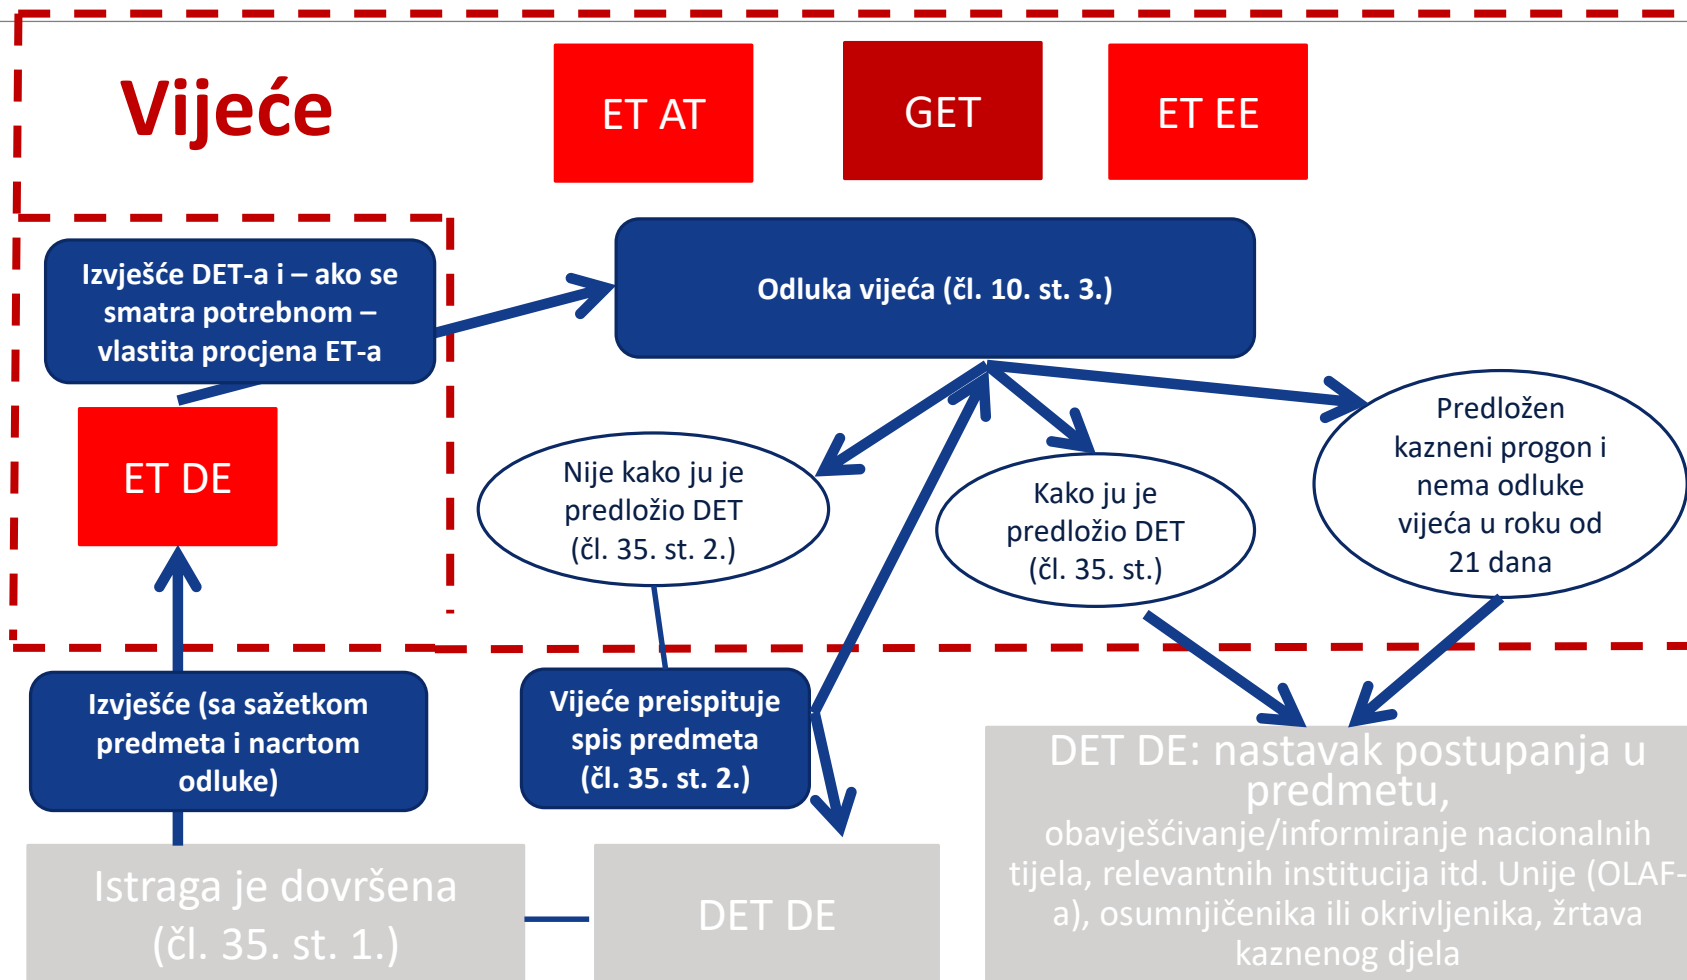 Vijeće
ET AT
GET
ET EE
Izvješće DET-a i – ako se
smatra potrebnom –
vlastita procjena ET-a
Odluka vijeća (čl. 10. st. 3.)
ET DE
Nije kako ju je
predložio DET
(čl. 35. st. 2.)
Kako ju je
predložio DET
(čl. 35. st.)
Predložen
kazneni progon i
nema odluke
vijeća u roku od
21 dana
Izvješće (sa sažetkom
predmeta i nacrtom
odluke)
Vijeće preispituje
spis predmeta
(čl. 35. st. 2.)
Istraga je dovršena
(čl. 35. st. 1.)
DET DE
DET DE: nastavak postupanja u
predmetu,
obavješćivanje/informiranje nacionalnih
tijela, relevantnih institucija itd. Unije (OLAF-
a), osumnjičenika ili okrivljenika, žrtava
kaznenog djela